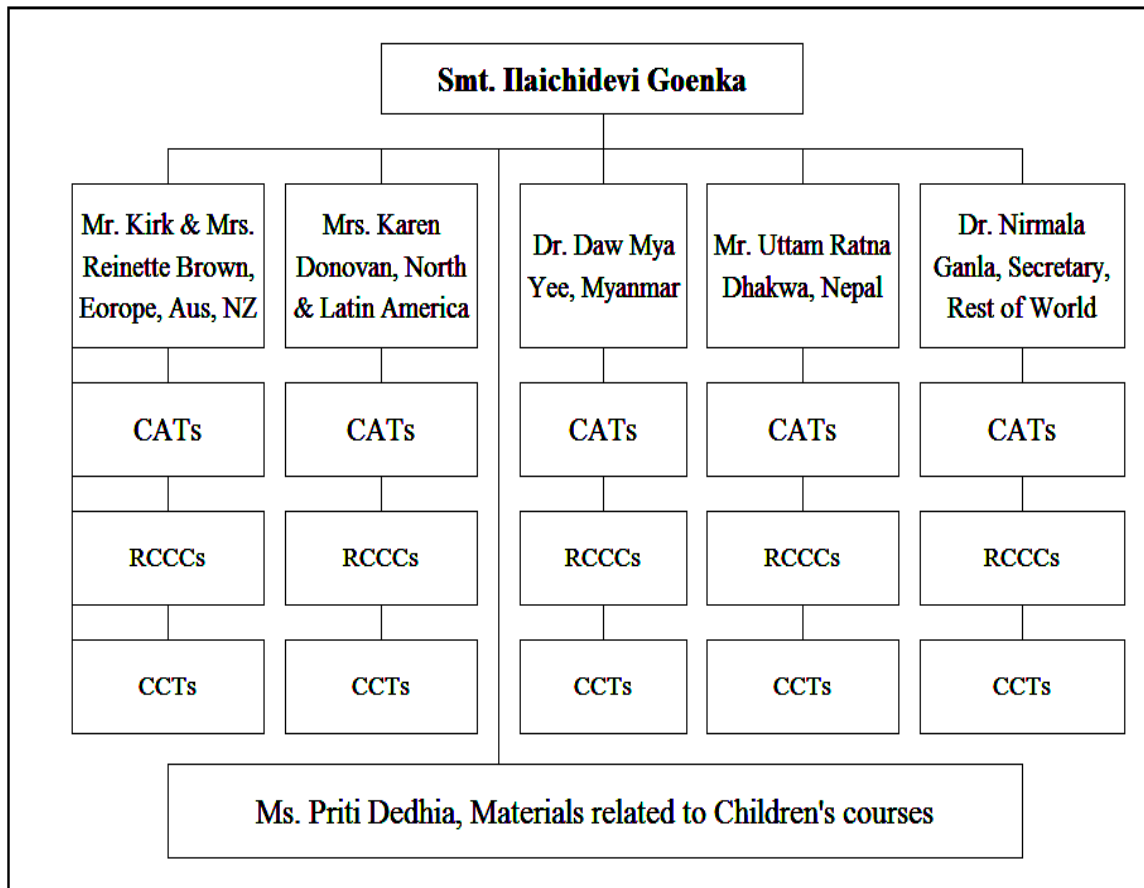 Smt. Ilaichidevi Goenka
Mr. Kirk & Mrs.
Reinette Brown,
Eorope, Aus, NZ
Mrs. Karen
Donovan, North
& Latin America
Dr. Daw Mya
Yee, Myanmar
Mr. Uttam Ratna
Dhakwa, Nepal
Dr. Nirmala
Ganla, Secretary,
Rest of World
CATs
CATs
CATs
CATs
CATs
RCCCs
RCCCs
RCCCs
RCCCs
RCCCs
CCTs
CCTs
CCTs
CCTs
CCTs
Ms. Priti Dedhia, Materials related to Children's courses